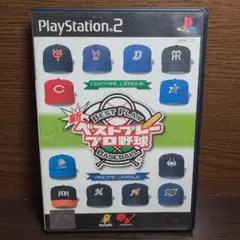 PlayStation 2
CENTRAL LEAGUE
BEST PLAY
新
ベストプレー
プロ野球
BASEBALL
PACIFIC LEAGUE